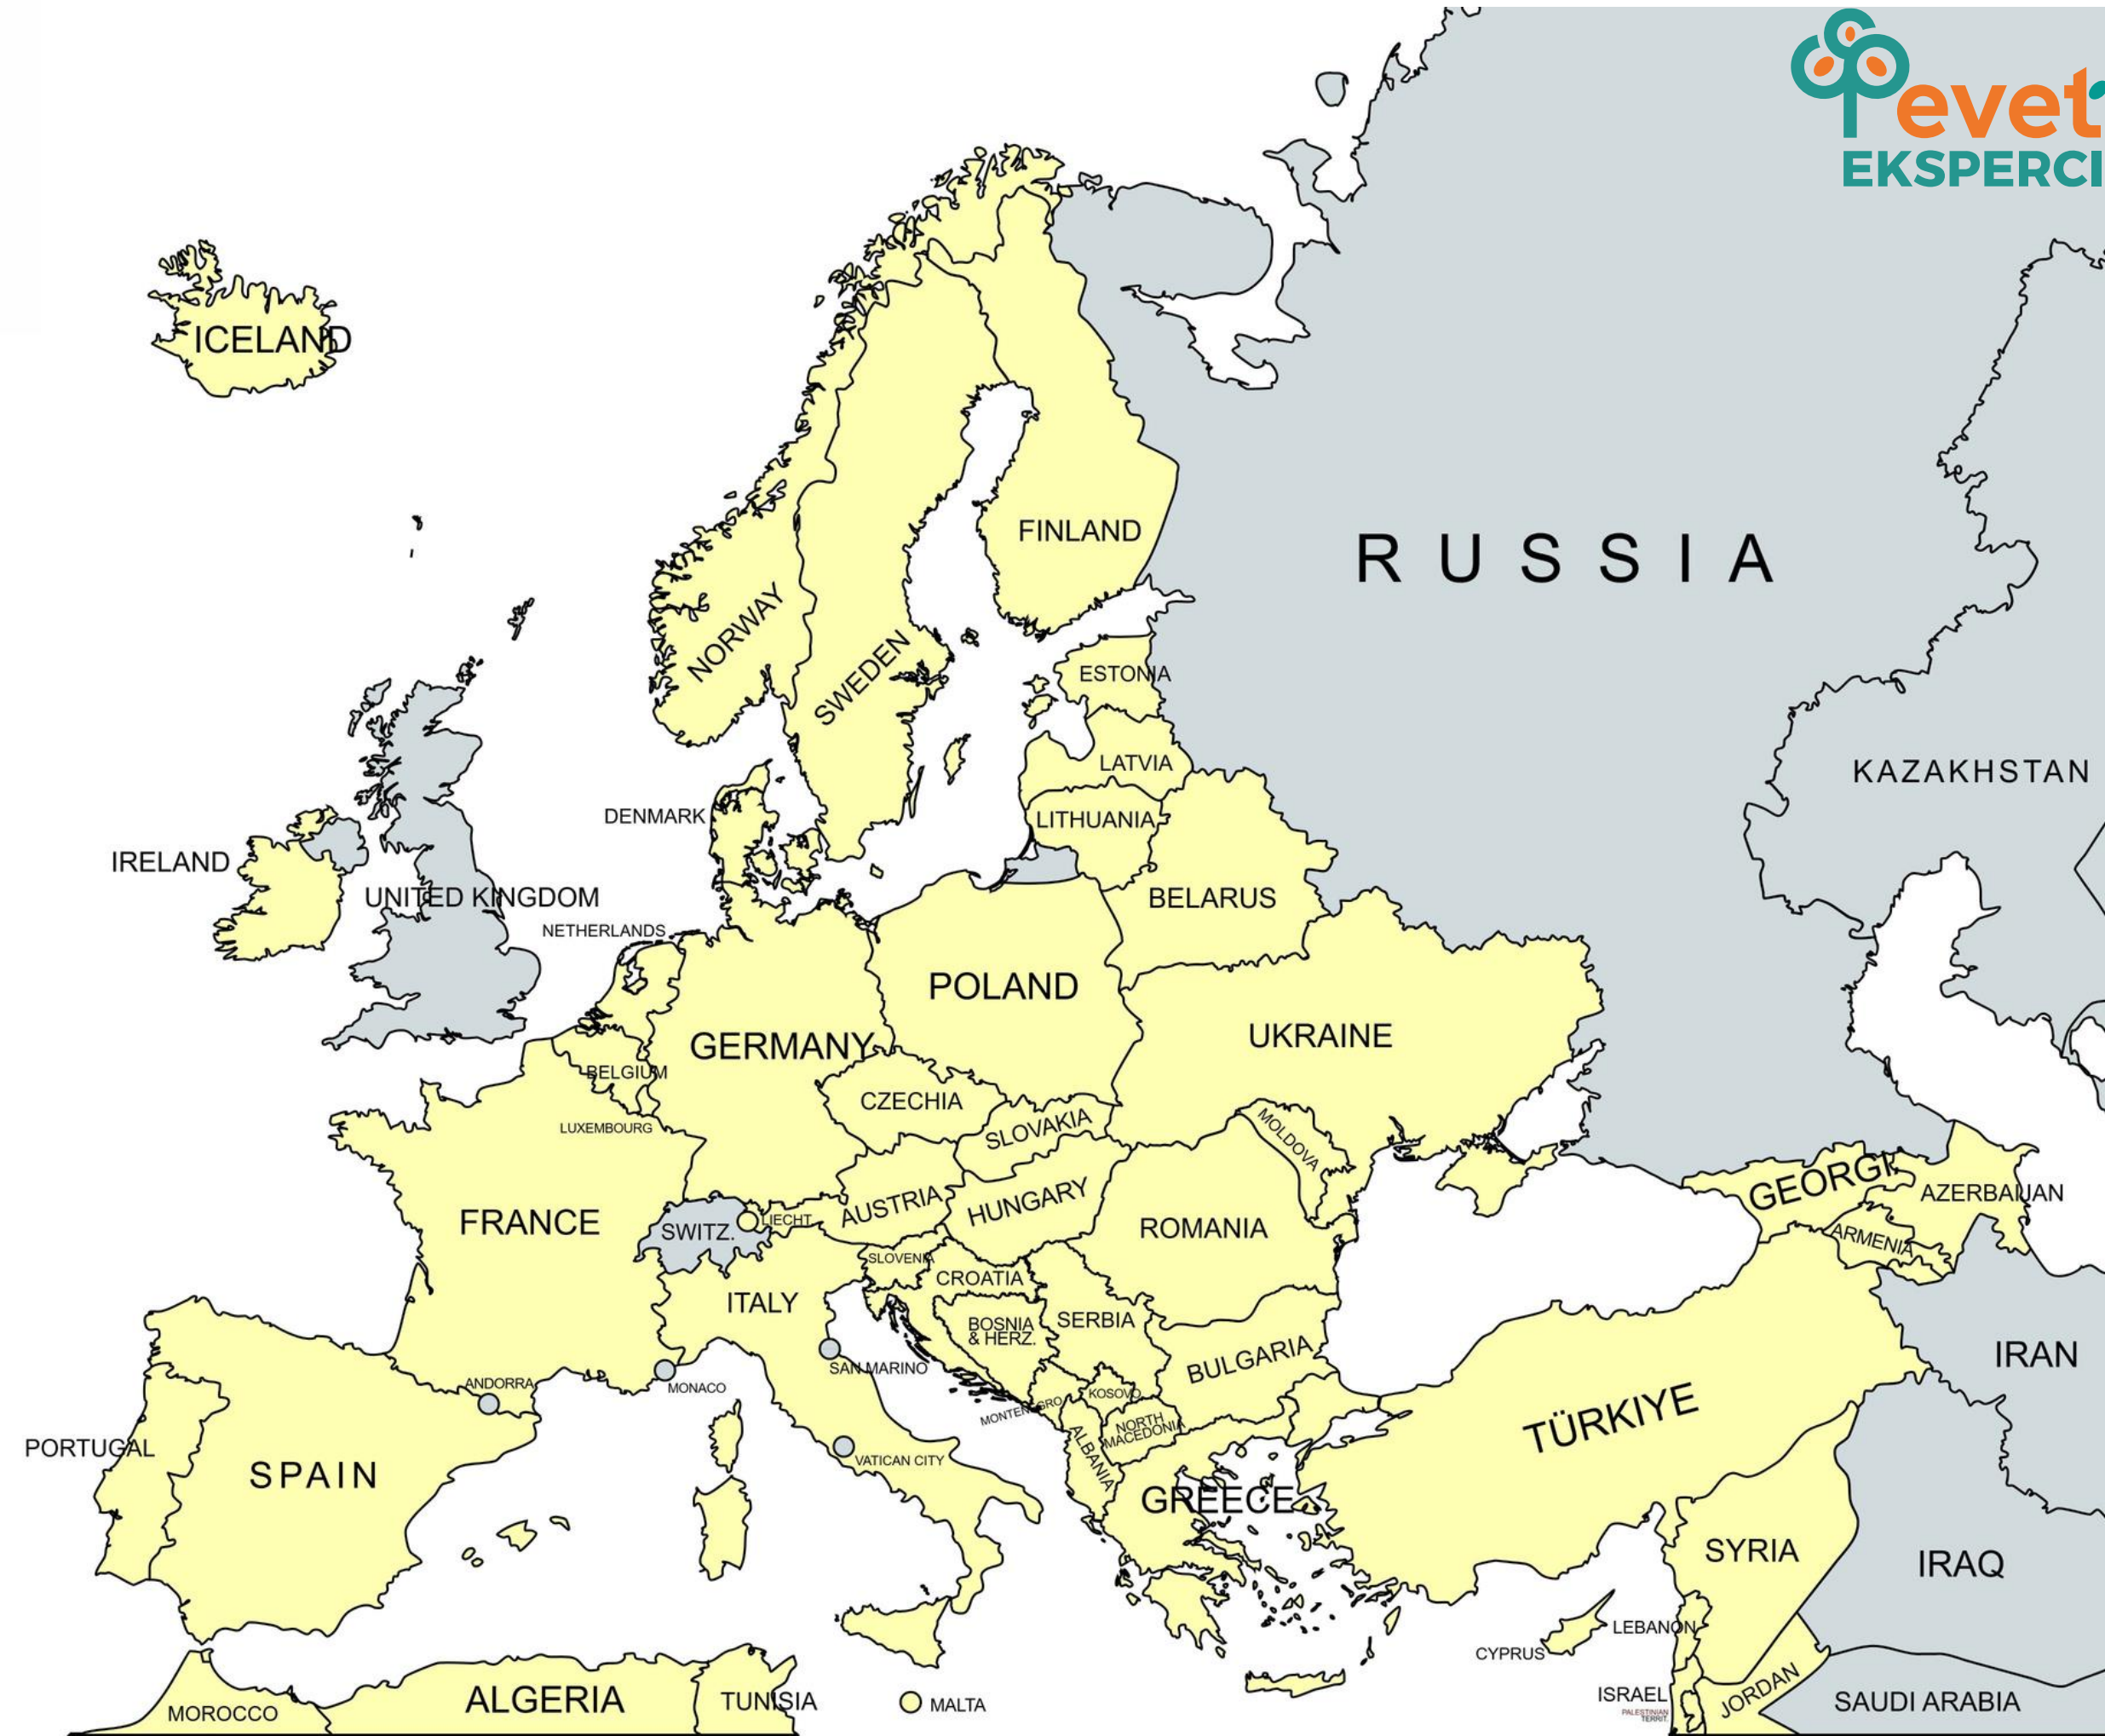 evet
EKSPERCI
ICELAND
FINLAND
RUSSIA
NORWAY
SWEDEN
ESTONIA
LATVIA
KAZAKHSTAN
DENMARK
LITHUANIA
IRELAND
UNITED KINGDOM
BELARUS
NETHERLANDS
POLAND
UKRAINE
GERMANY
BELGIUM
CZECHIA
LUXEMBOURG
SLOVAKIA
MOLDOVA
GEORGI
AZERBAIJAN
AUSTRIA
HUNGARY
FRANCE
SWITZ.
LIECHT.
ROMANIA
ARMENIA
SLOVENIA
CROATIA
ITALY
BOSNIA
& HERZ.
SERBIA
BULGARIA
IRAN
SAN MARINO
MONACO
ANDORRA
KOSOVO
MONTENEGRO
NORTH
MACEDONIA
ALBANIA
TÜRKIYE
PORTUGAL
SPAIN
VATICAN CITY
GREECE
SYRIA
IRAQ
LEBANON
CYPRUS
ISRAEL
PALESTINIAN
TERRIT.
JORDAN
SAUDI ARABIA
MOROCCO
ALGERIA
TUNISIA
MALTA